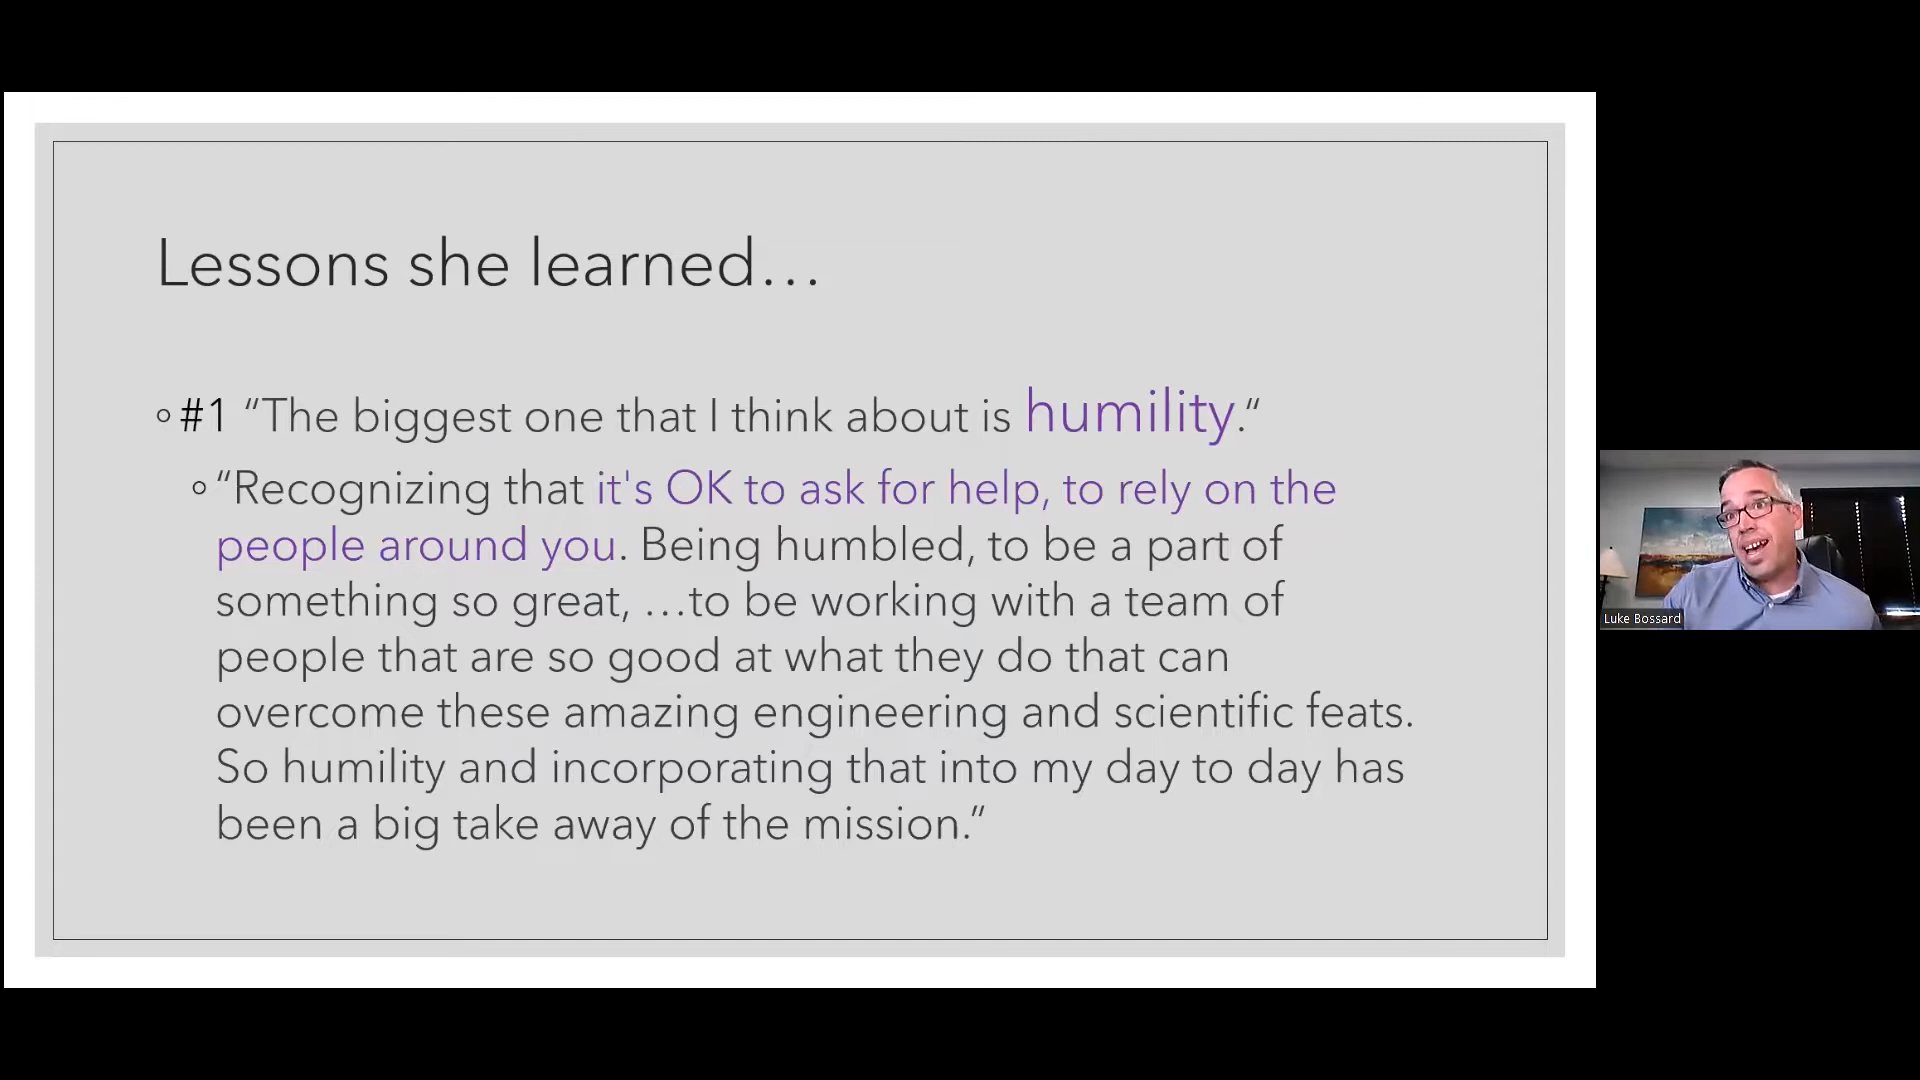 Lessons she learned…
◦ #1 “The biggest one that I think about is humility.“
◦ “Recognizing that it's OK to ask for help, to rely on the
people around you. Being humbled, to be a part of
something so great, …to be working with a team of
people that are so good at what they do that can
overcome these amazing engineering and scientific feats.
So humility and incorporating that into my day to day has
been a big take away of the mission.”
Luke Bossard